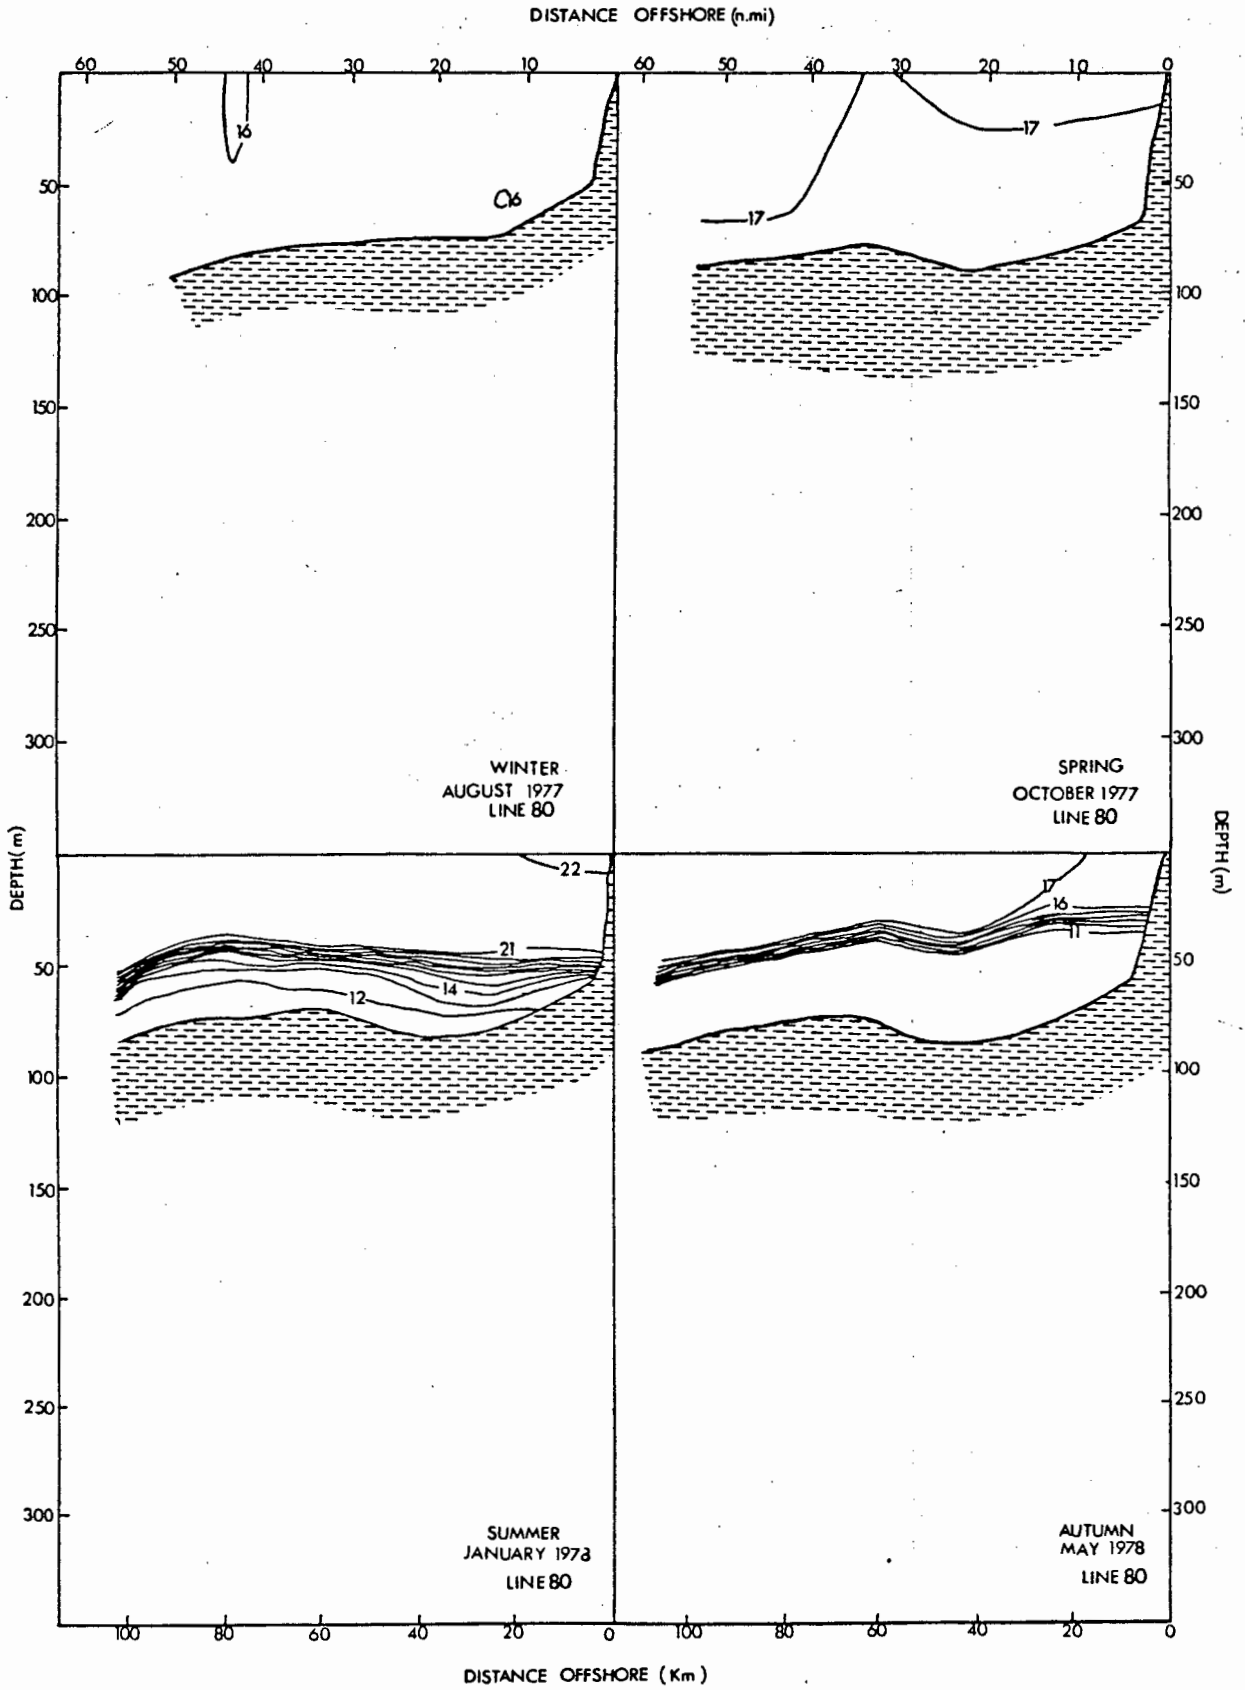 DISTANCE OFFSHORE (n.mi)
60 50 40 30 20 10 60 50 40 30 20 10 0
16
17
17
C16
50
100
150
200
250
300
50
100
150
200
250
300
WINTER
AUGUST 1977
LINE 80
SPRING
OCTOBER 1977
LINE 80
DEPTH (m)
DEPTH (m)
22
21
14
12
17
16
11
50
100
150
200
250
300
50
100
150
200
250
300
SUMMER
JANUARY 1978
LINE 80
AUTUMN
MAY 1978
LINE 80
100 80 60 40 20 0 100 80 60 40 20 0
DISTANCE OFFSHORE (Km)